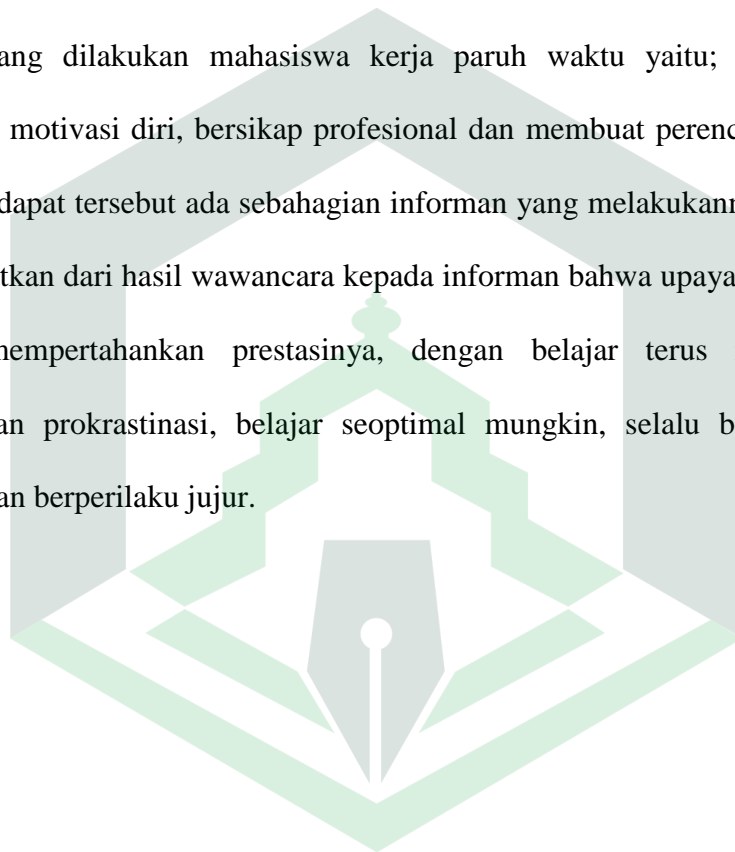 ang dilakukan mahasiswa kerja paruh waktu yaitu;
motivasi diri, bersikap profesional dan membuat perenc
dapat tersebut ada sebahagian informan yang melakukann
tkan dari hasil wawancara kepada informan bahwa upaya
mempertahankan prestasinya, dengan belajar terus
an prokrastinasi, belajar seoptimal mungkin, selalu b
an berperilaku jujur.